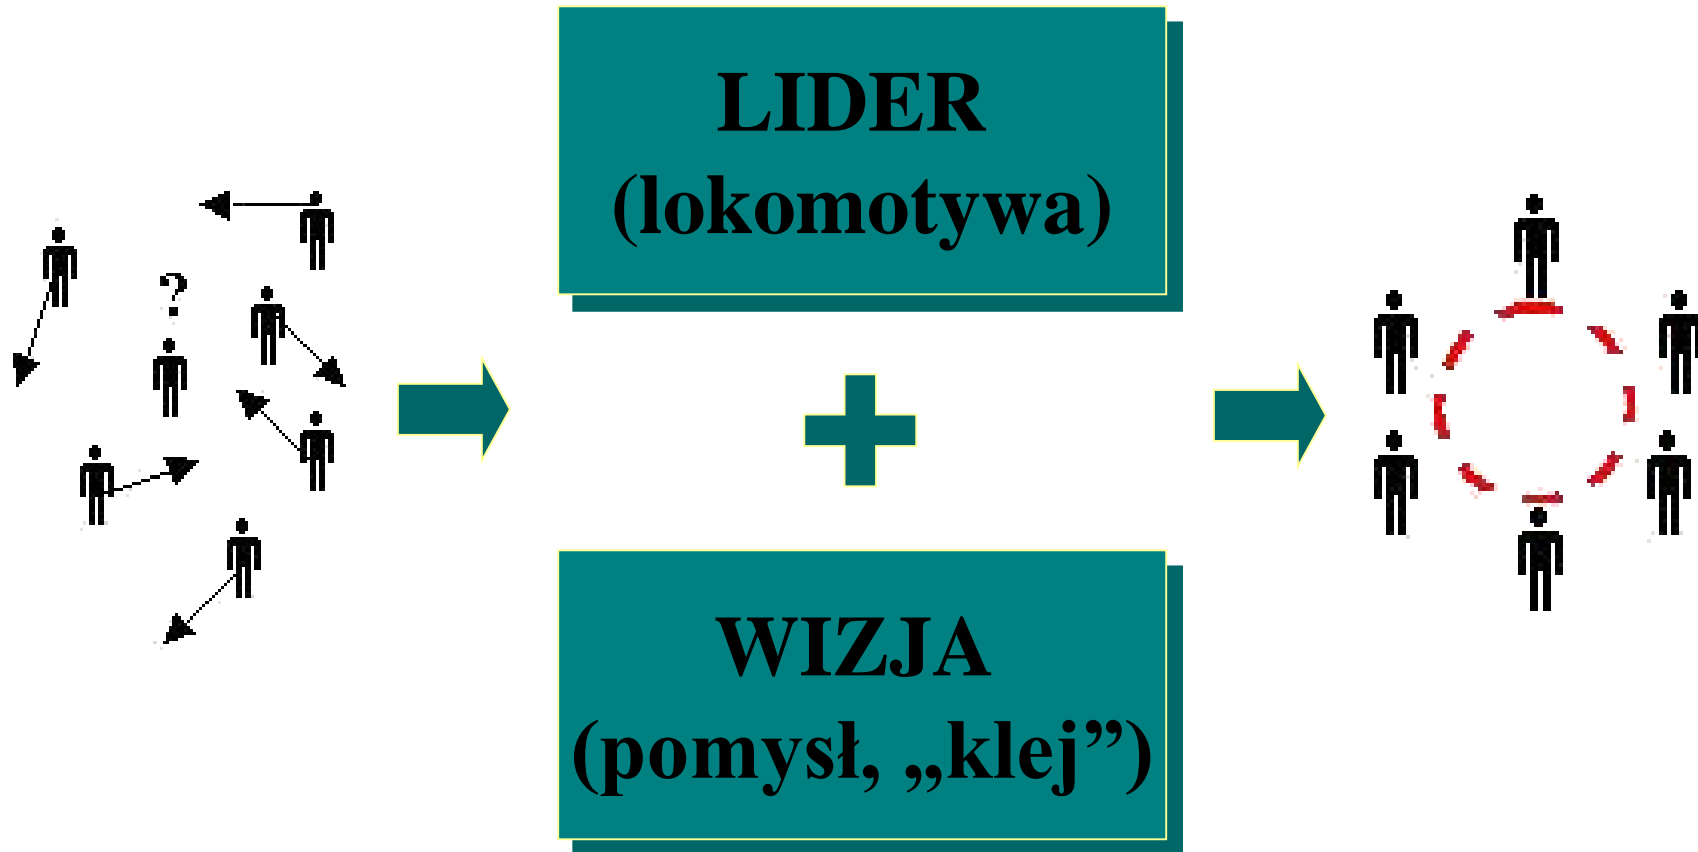 ?
LIDER
(lokomotywa)
WIZJA
(pomysł, „klej”)